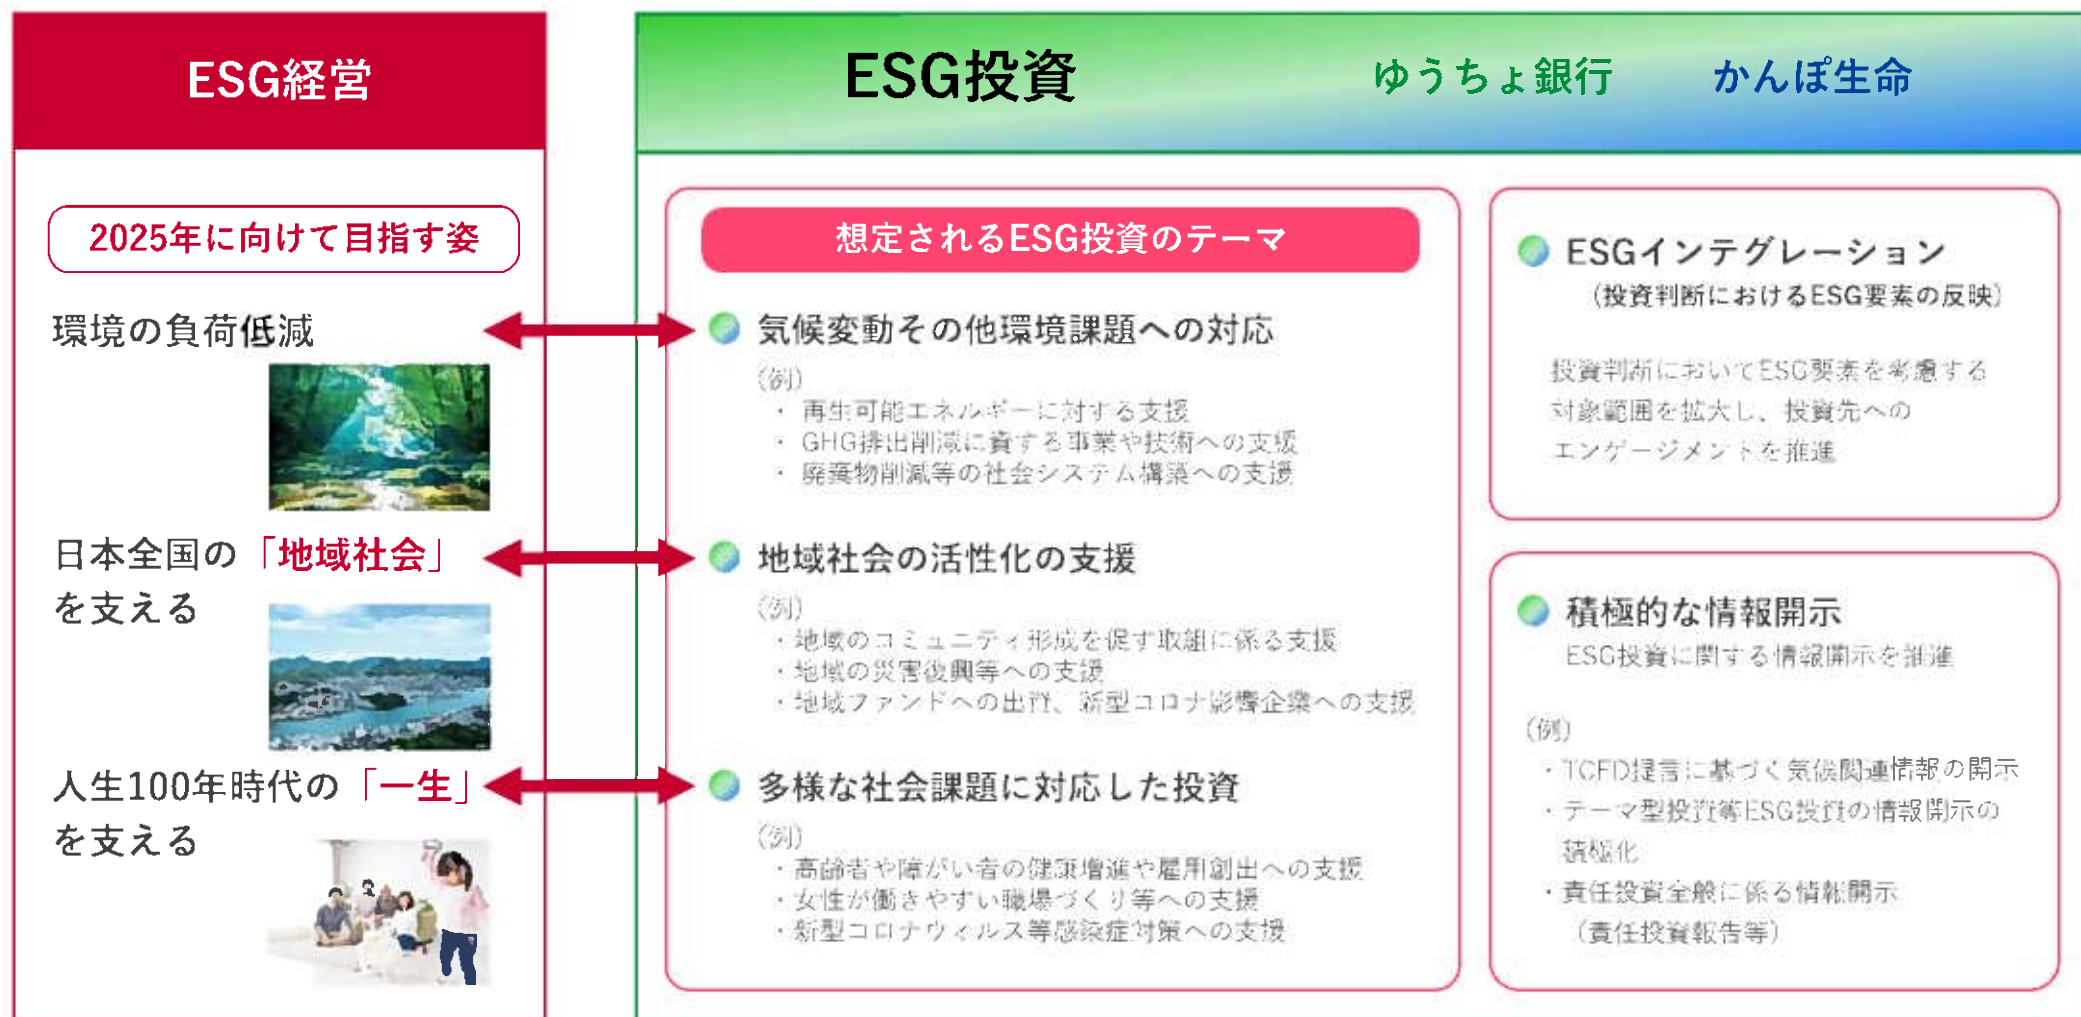 ESG経営
2025年に向けて目指す姿
環境の負荷低減
日本全国の「地域社会」
を支える
人生100年時代の「一生」
を支える
ESG投資
ゆうちょ銀行
かんぽ生命
想定されるESG投資のテーマ
気候変動その他環境課題への対応
(例)
・ 再生可能エネルギーに対する支援
・ GHG排出削減に資する事業や技術への支援
・ 廃棄物削減等の社会システム構築への支援
地域社会の活性化の支援
(例)
・地域のコミュニティ形成を促す取組に係る支援
・地域の災害復興等への支援
・地域ファンドへの出資、新型コロナ影響企業への支援
多様な社会課題に対応した投資
(例)
・高齢者や障がい者の健康増進や雇用創出への支援
・女性が働きやすい職場づくり等への支援
・新型コロナウィルス等感染症対策への支援
ESGインテグレーション
(投資判断におけるESG要素の反映)
投資判断においてESG要素を考慮する
対象範囲を拡大し、投資先への
エンゲージメントを推進
積極的な情報開示
ESG投資に関する情報開示を推進
(例)
・TCFD提言に基づく気候関連情報の開示
・テーマ型投資等ESG投資の情報開示の
積極化
・責任投資全般に係る情報開示
(責任投資報告等)